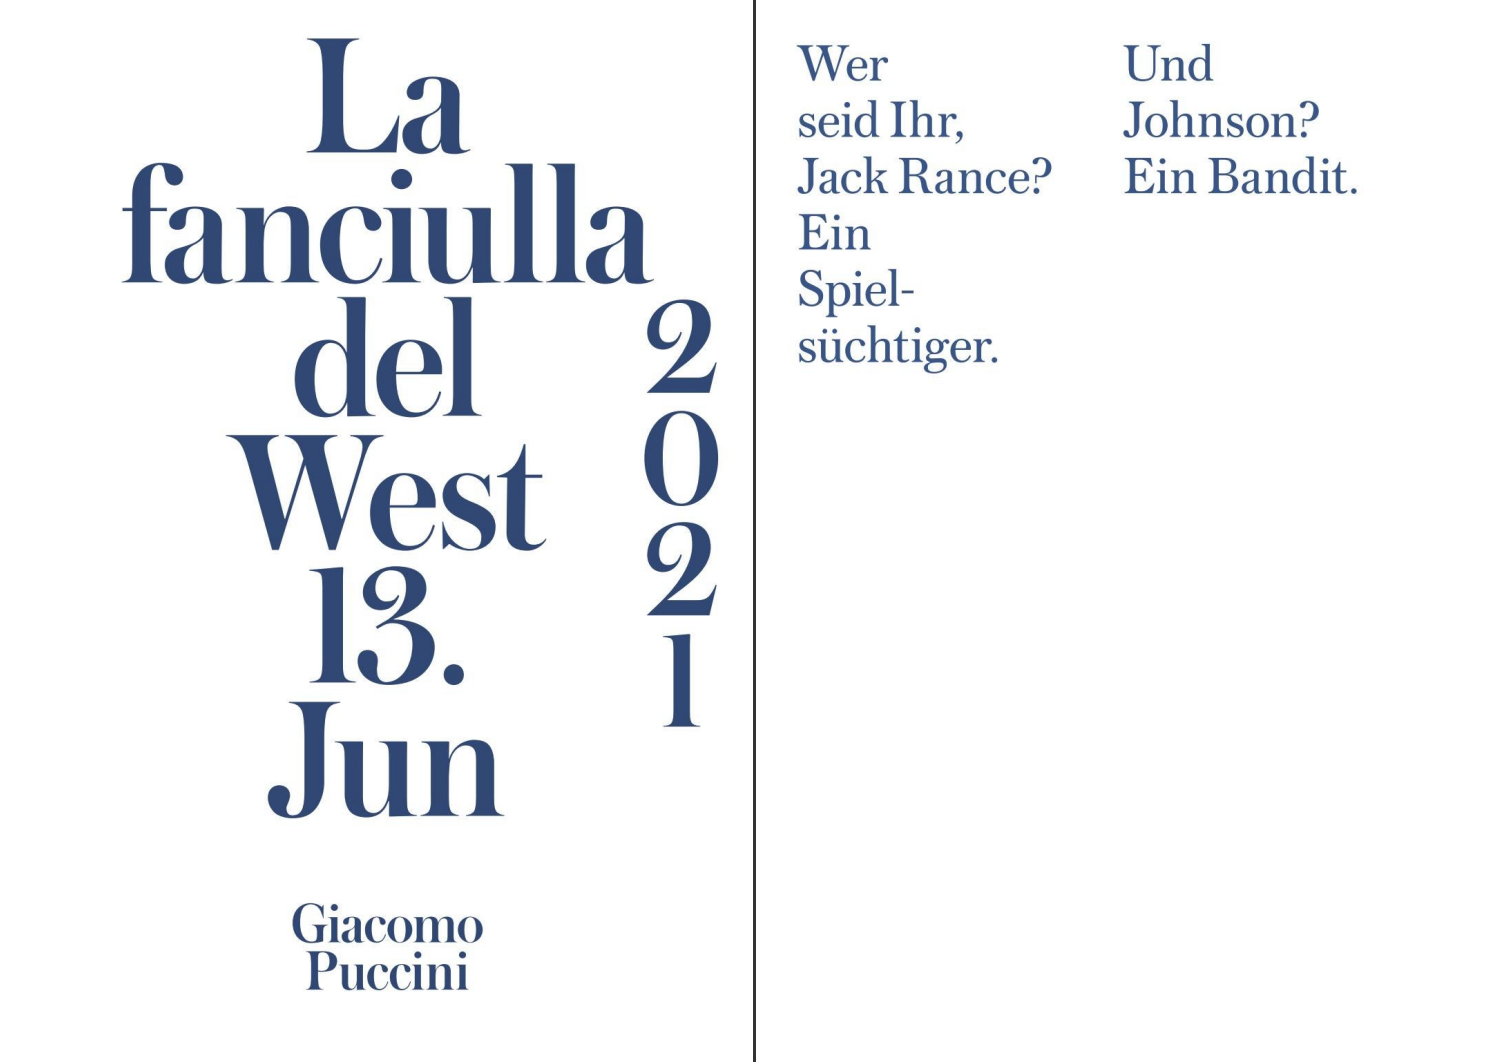 La
fanciulla
del
West
13.
Jun
2
0
2
1
Giacomo
Puccini
Wer
seid Ihr,
Jack Rance?
Ein
Spiel-
süchtiger.
Und
Johnson?
Ein Bandit.